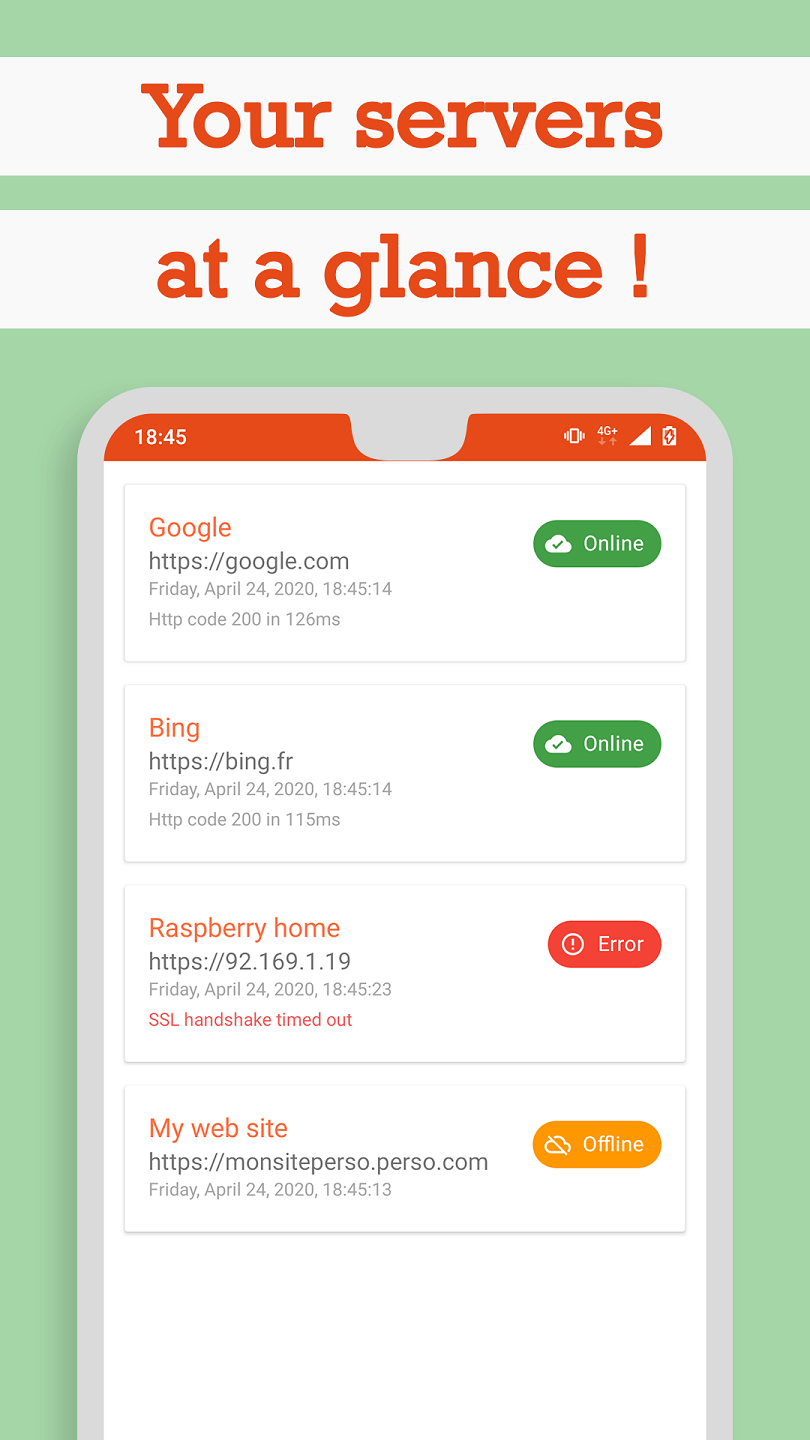 Your servers
at a glance !
18:45
4G+
Google
Online
https://google.com
Friday, April 24, 2020, 18:45:14
Http code 200 in 126ms
Bing
Online
https://bing.fr
Friday, April 24, 2020, 18:45:14
Http code 200 in 115ms
Raspberry home
Error
https://92.169.1.19
Friday, April 24, 2020, 18:45:23
SSL handshake timed out
My web site
Offline
https://monsiteperso.perso.com
Friday, April 24, 2020, 18:45:13